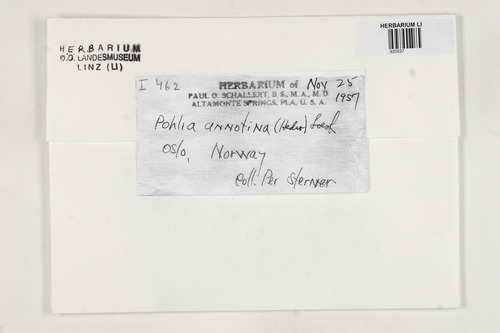 HERBARIUM LI
HERBARIUM
O.Ö. LANDESMUSEUM
LINZ (LI)
I 462
HERBARIUM of Nov 25
PAUL O. SCHALLERT, B.S., M.A., M.D. 1957
ALTAMONTE SPRINGS, FLA., U.S.A.
Pohlia annotina (Hedw)
Oslo, Norway
coll. Per Størmer